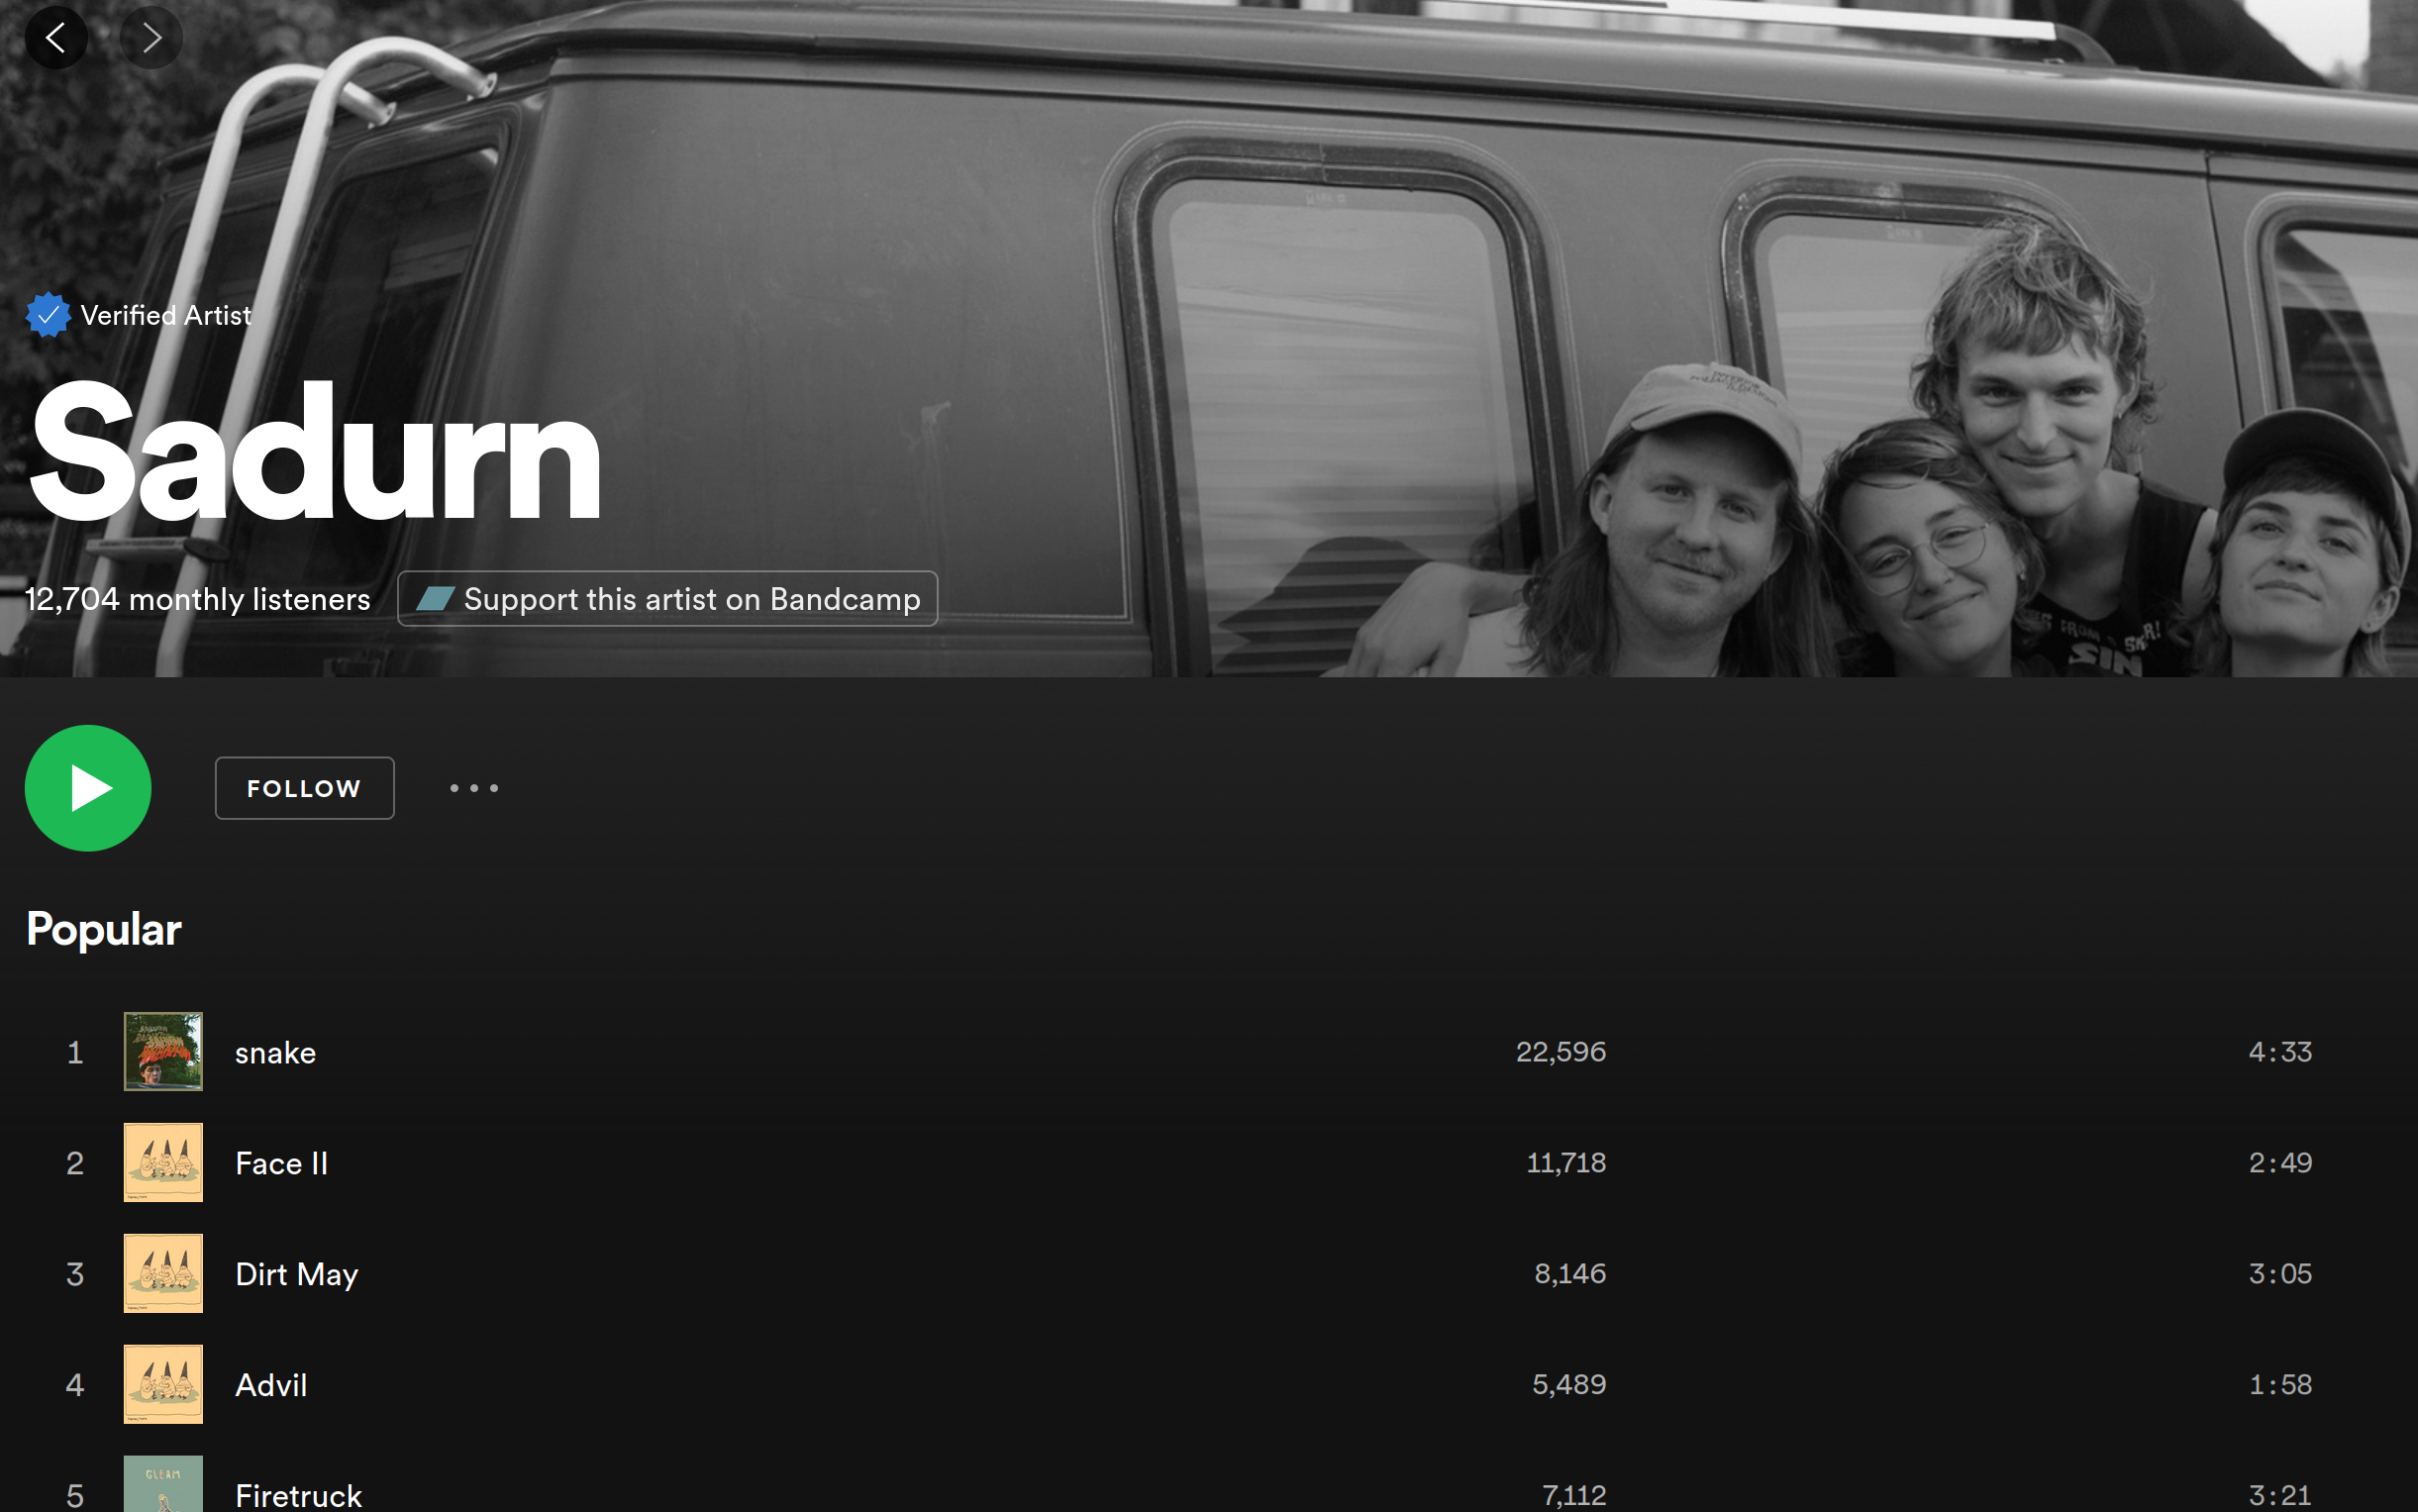 Verified Artist
Sadurn
12,704 monthly listeners
Support this artist on Bandcamp
FOLLOW
Popular
1 snake 22,596 4:33
2 Face II 11,718 2:49
3 Dirt May 8,146 3:05
4 Advil 5,489 1:58
GLEAM
5 Firetruck 7,112 3:21